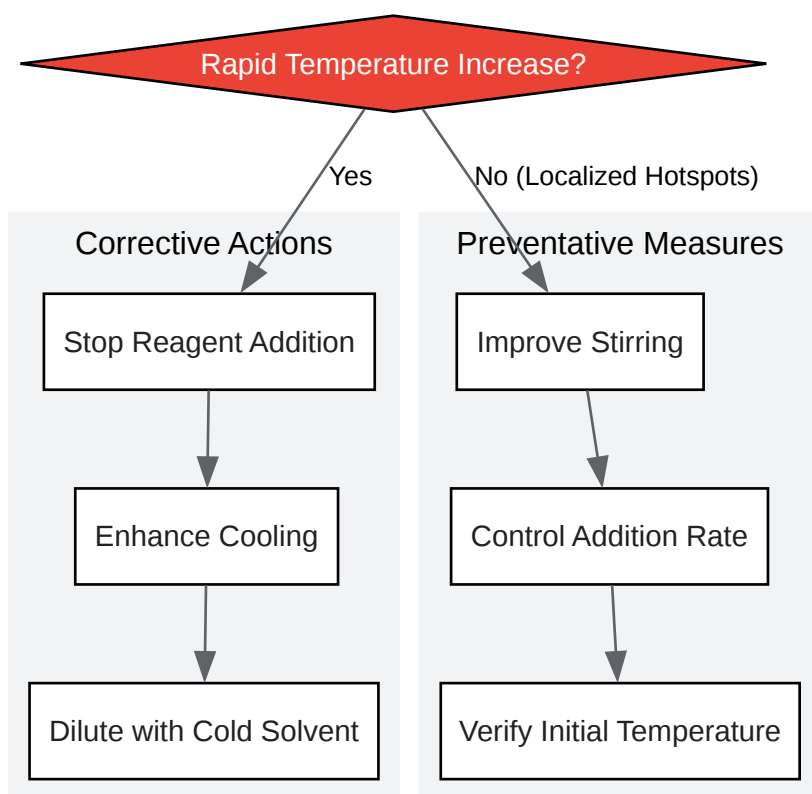 Rapid Temperature Increase?
Yes
No (Localized Hotspots)
Corrective Actions
Preventative Measures
Stop Reagent Addition
Improve Stirring
Enhance Cooling
Control Addition Rate
Dilute with Cold Solvent
Verify Initial Temperature